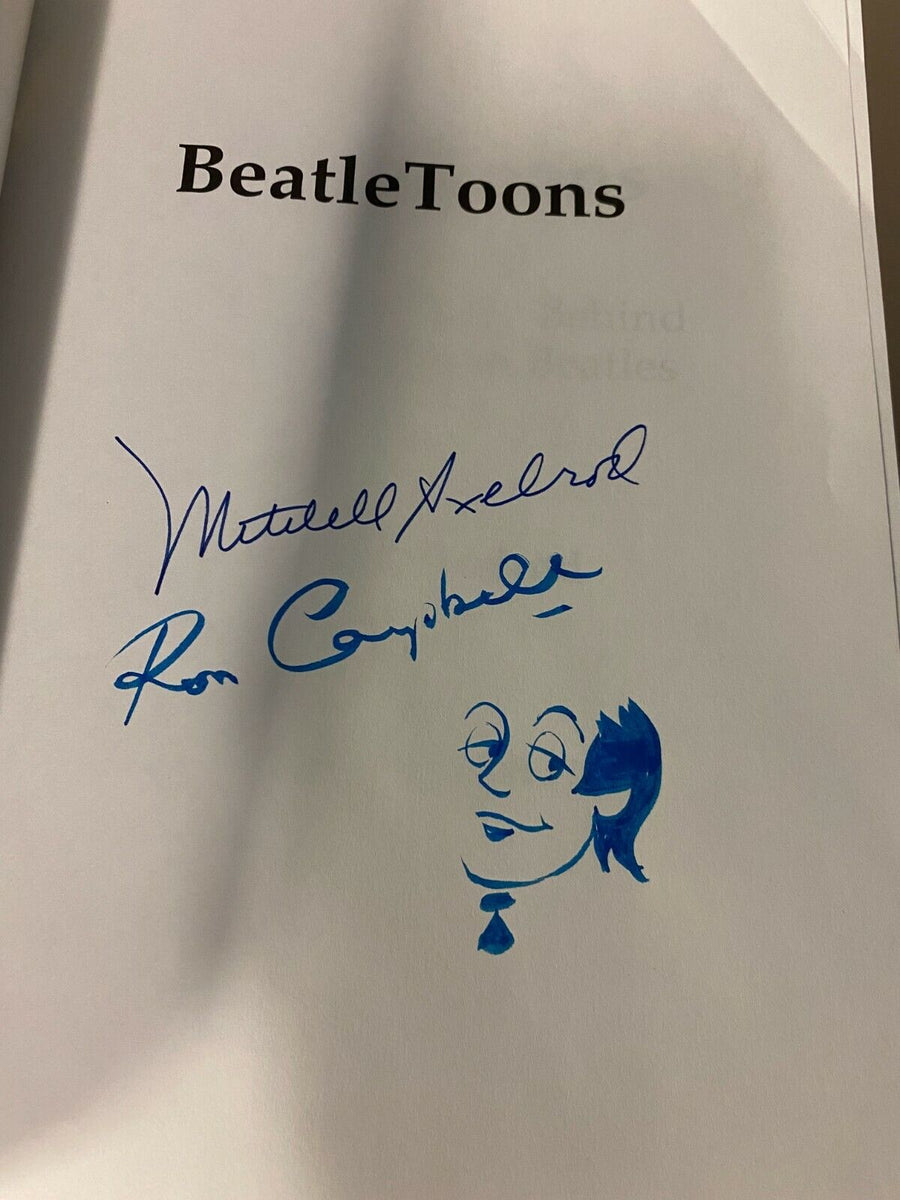 BeatleToons
Behind
Beatles
Mitchell Axelrod
Ron Campbell